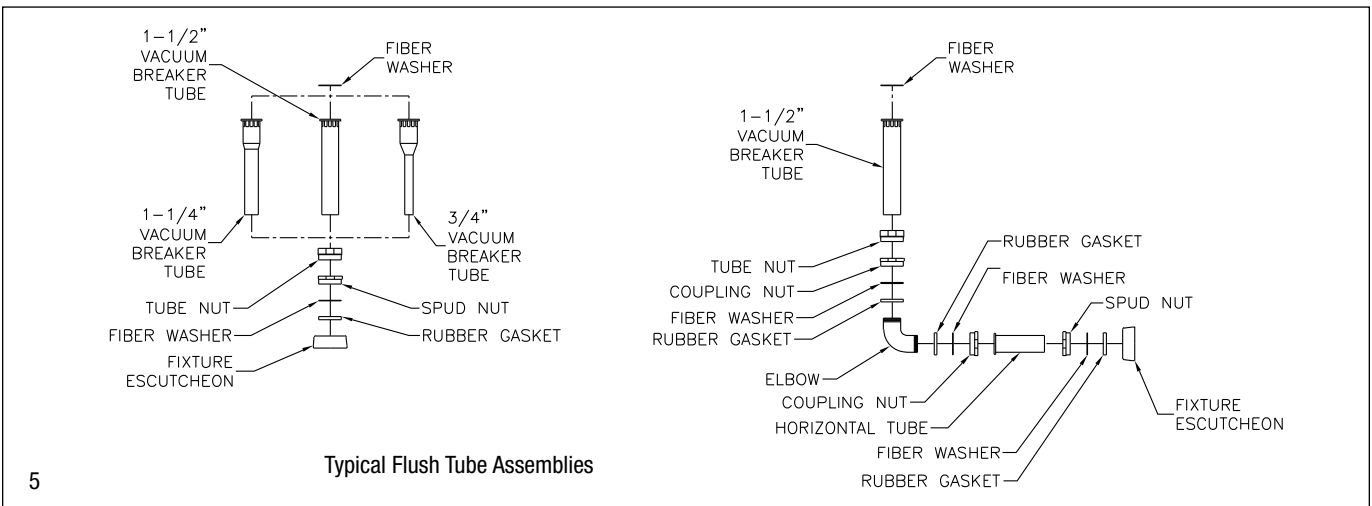 1-1/2"
VACUUM
BREAKER
TUBE
FIBER
WASHER
1-1/4"
VACUUM
BREAKER
TUBE
3/4"
VACUUM
BREAKER
TUBE
TUBE NUT
SPUD NUT
FIBER WASHER
RUBBER GASKET
FIXTURE
ESCUTCHEON
FIBER
WASHER
1-1/2"
VACUUM
BREAKER
TUBE
TUBE NUT
COUPLING NUT
FIBER WASHER
RUBBER GASKET
RUBBER GASKET
FIBER WASHER
SPUD NUT
ELBOW
COUPLING NUT
HORIZONTAL TUBE
FIBER WASHER
RUBBER GASKET
FIXTURE
ESCUTCHEON
Typical Flush Tube Assemblies
5